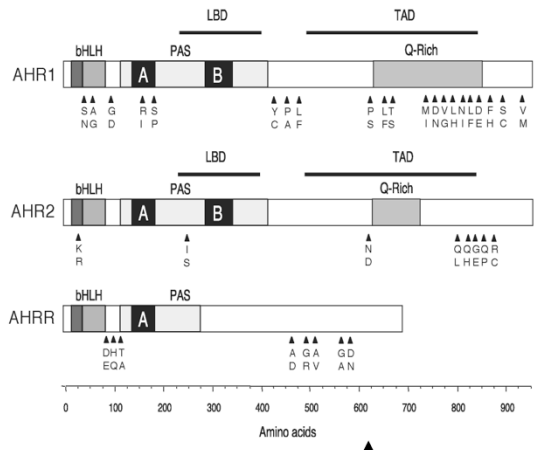 LBD TAD
bHLH PAS Q-Rich
AHR1 A B
S A G R S Y P L P L T M D V L N L D F S V
N G D I P C A F S F S I N G H I F E H C M
LBD TAD
bHLH PAS Q-Rich
AHR2 A B
K I N Q Q G Q R
R S D L H E P C
bHLH PAS
AHRR A
D H T A G A G D
E Q A D R V A N
0 100 200 300 400 500 600 700 800 900
Amino acids